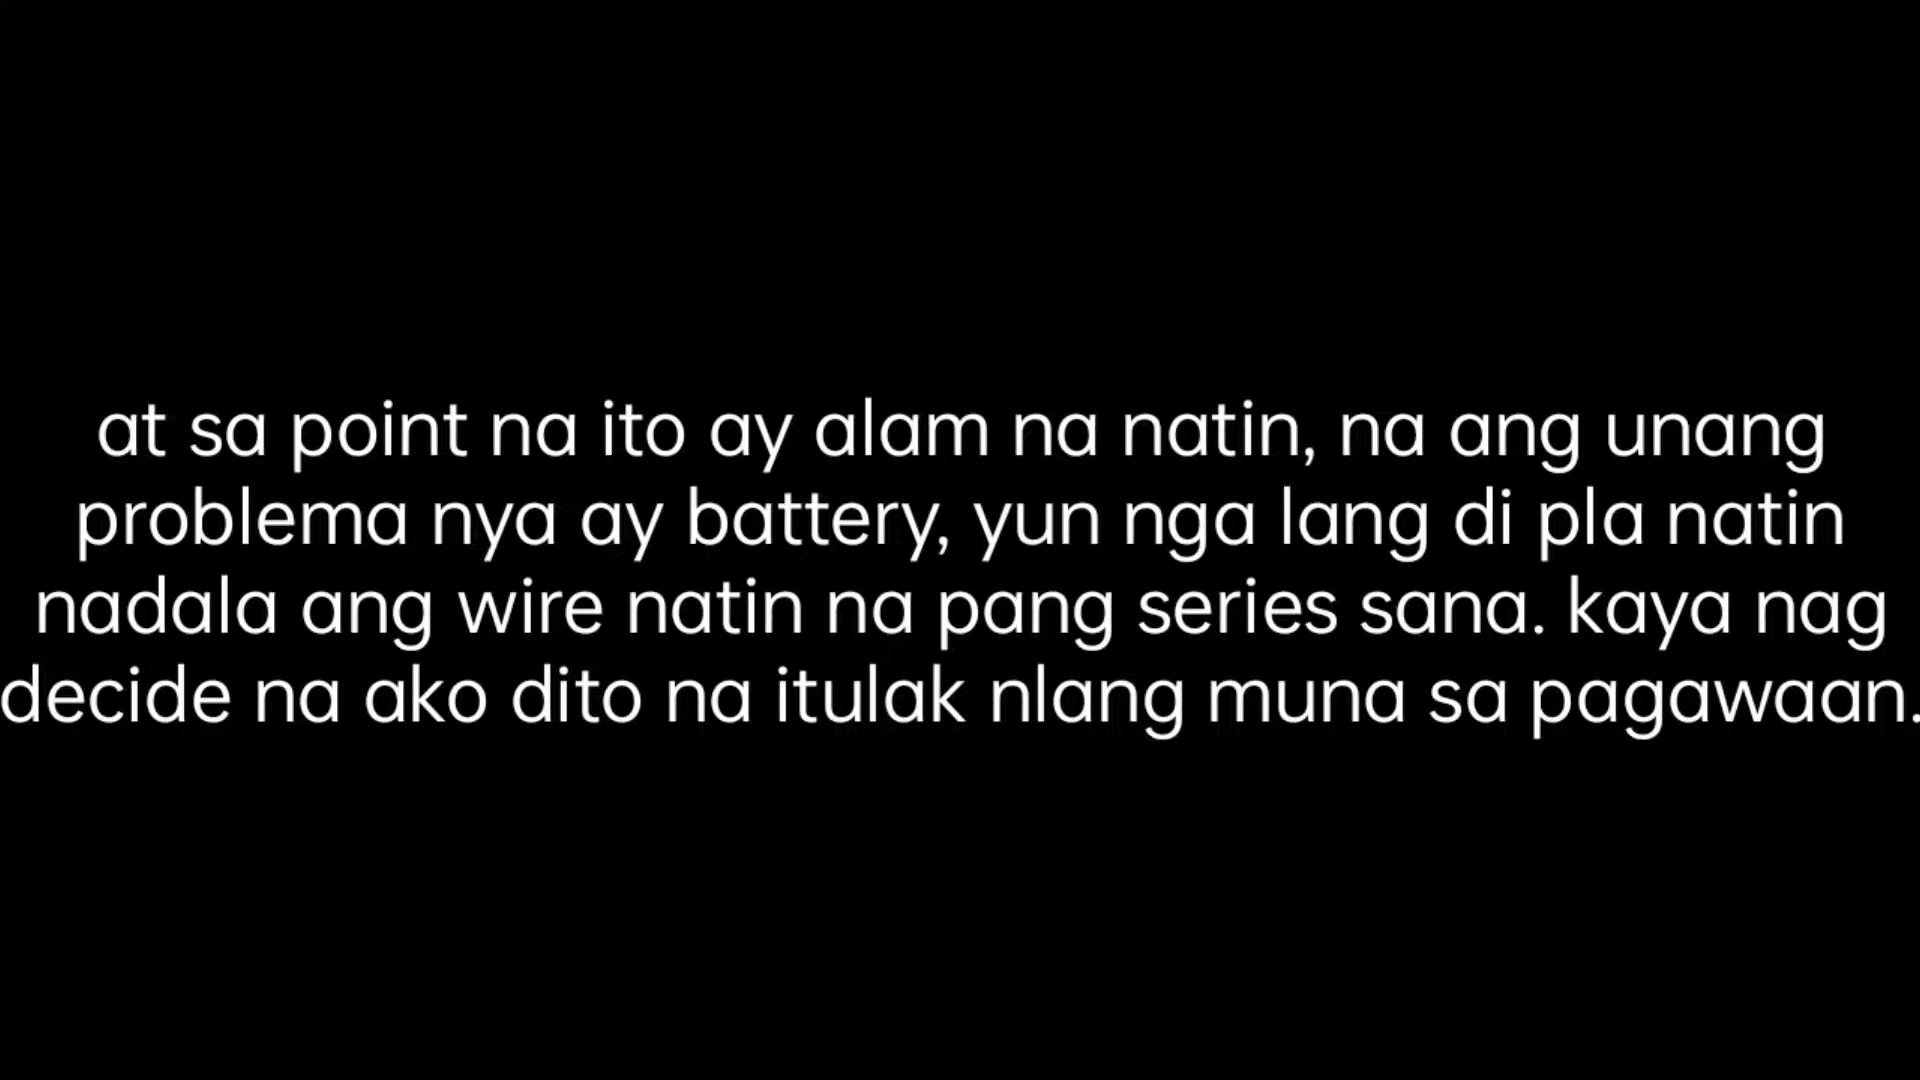 at sa point na ito ay alam na natin, na ang unang
problema nya ay battery, yun nga lang di pla natin
nadala ang wire natin na pang series sana. kaya nag
decide na ako dito na itulak nlang muna sa pagawaan.